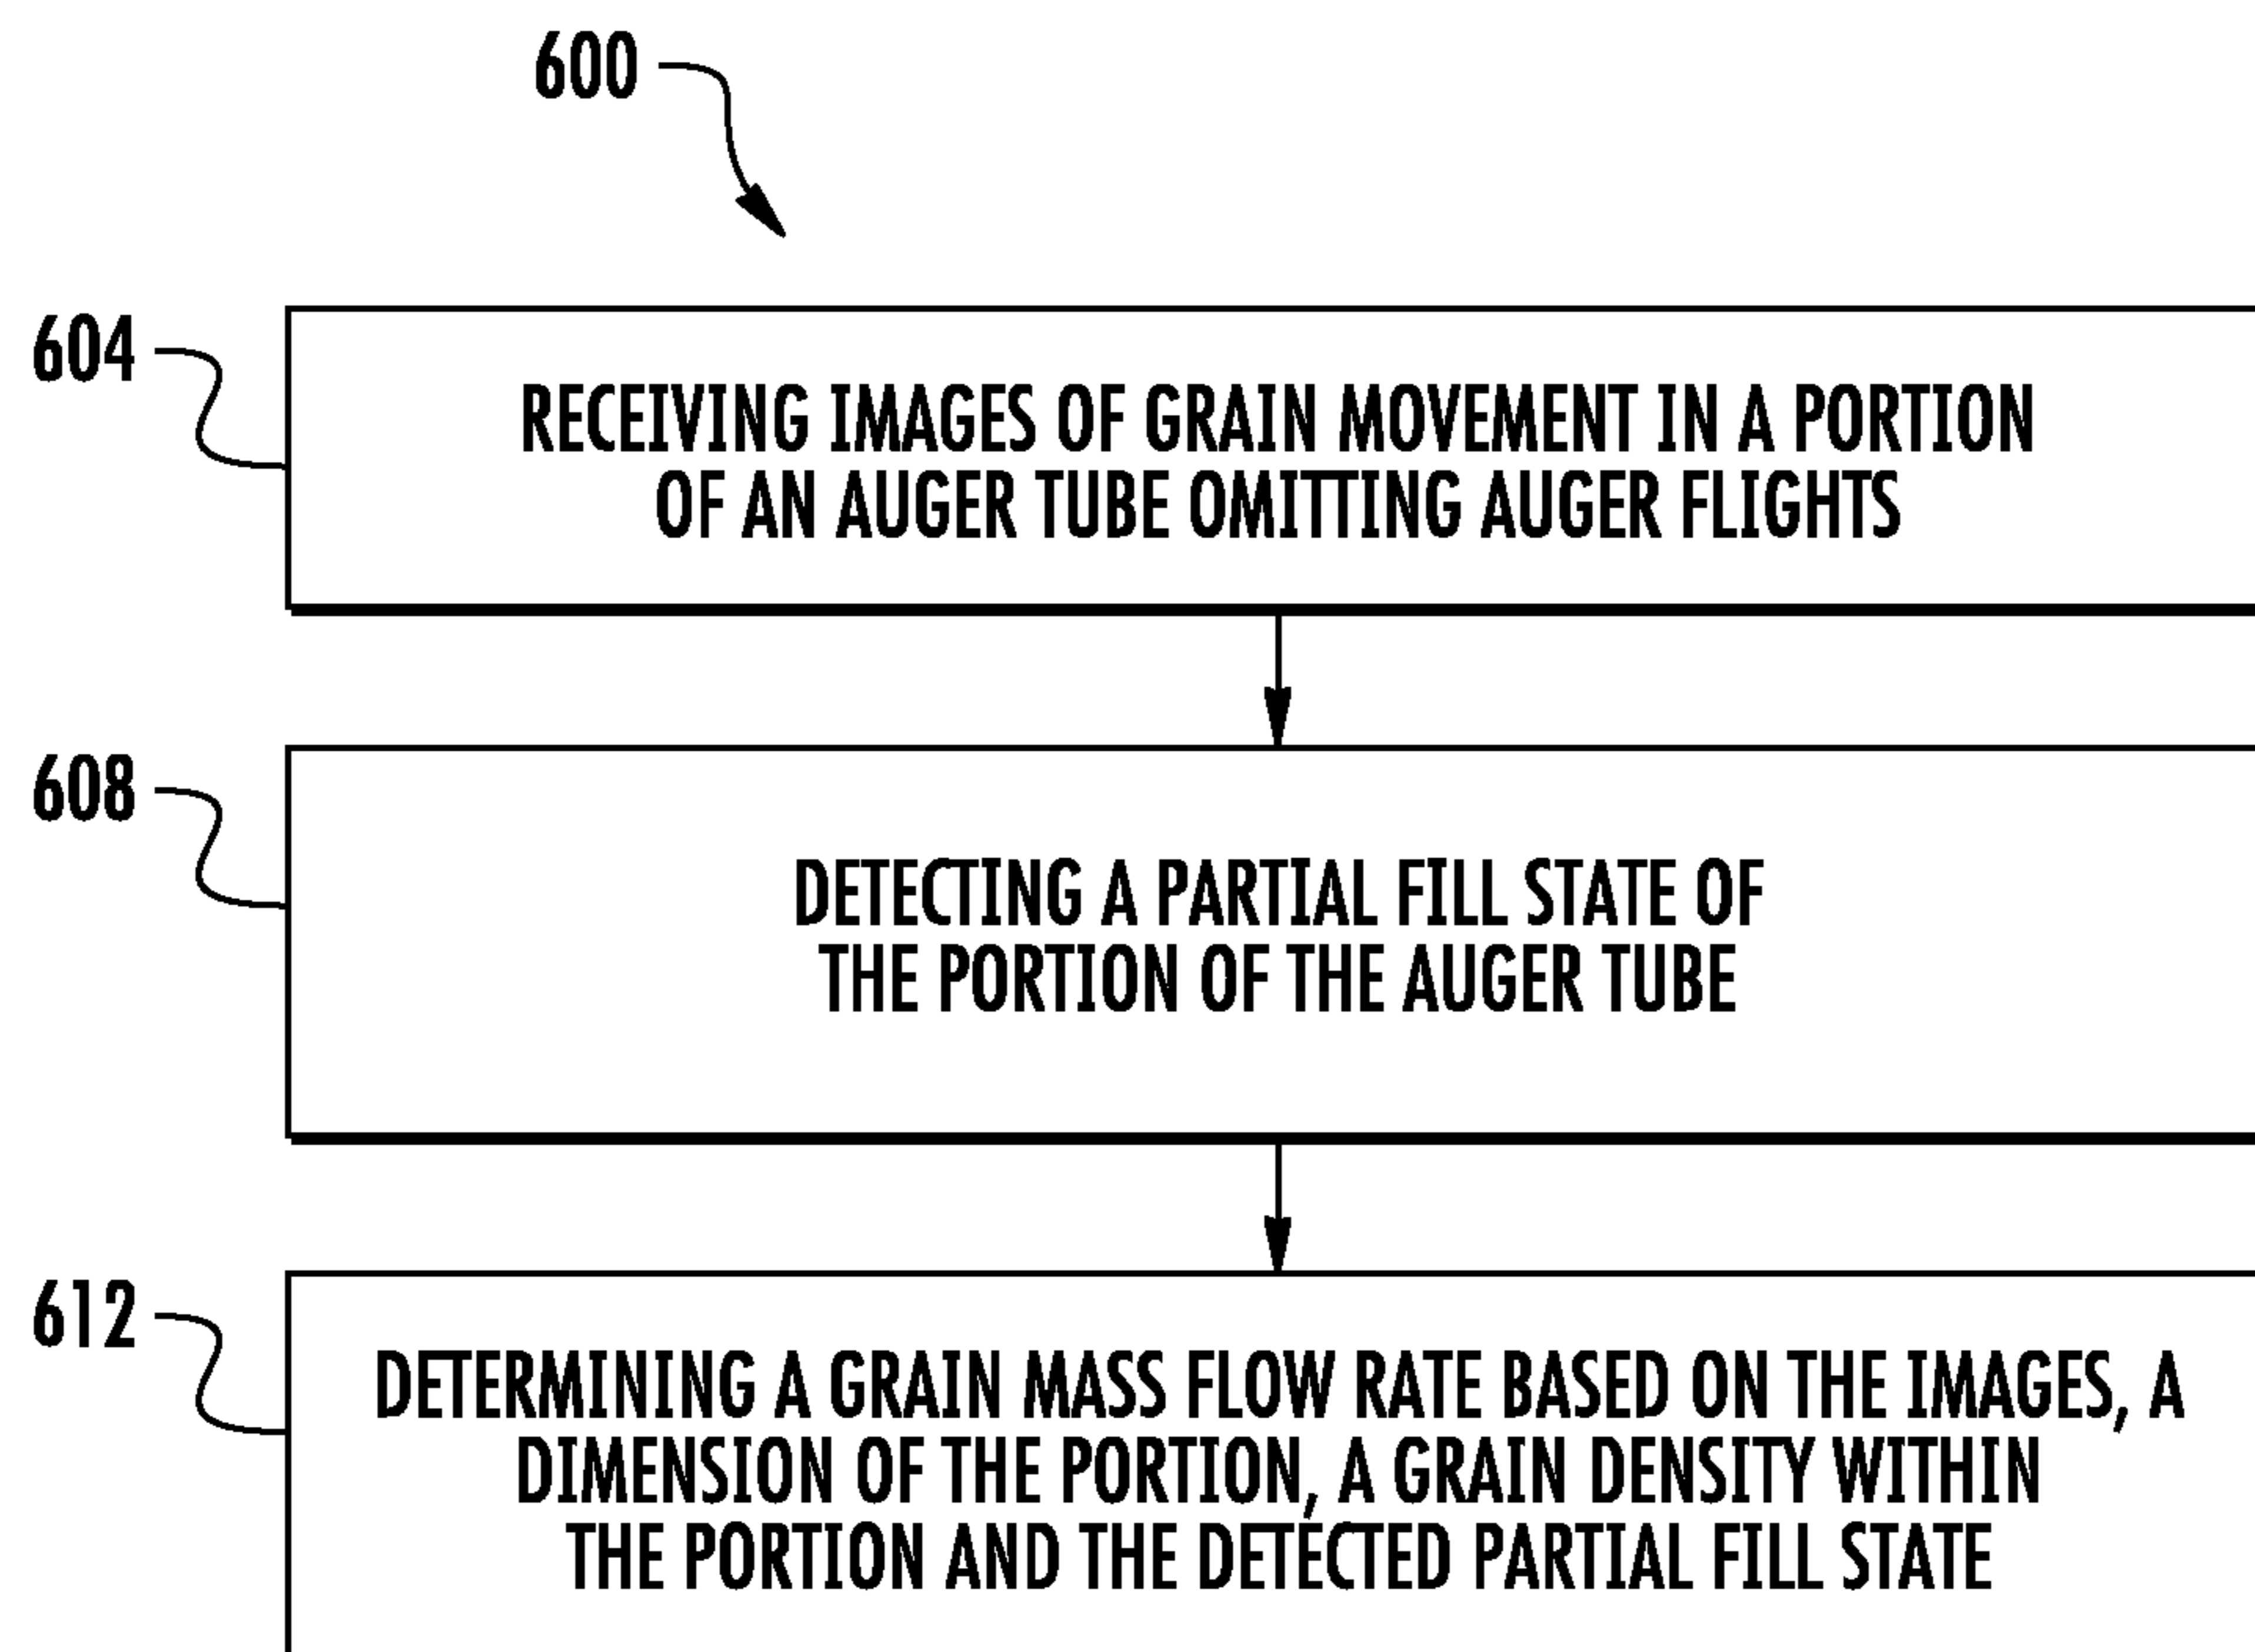 600
604
RECEIVING IMAGES OF GRAIN MOVEMENT IN A PORTION
OF AN AUGER TUBE OMITTING AUGER FLIGHTS
608
DETECTING A PARTIAL FILL STATE OF
THE PORTION OF THE AUGER TUBE
612
DETERMINING A GRAIN MASS FLOW RATE BASED ON THE IMAGES, A
DIMENSION OF THE PORTION, A GRAIN DENSITY WITHIN
THE PORTION AND THE DETECTED PARTIAL FILL STATE